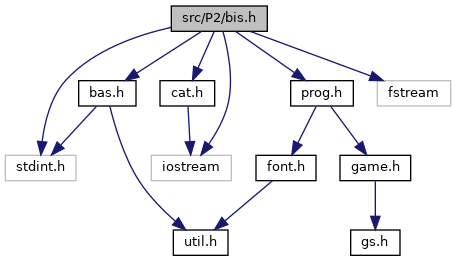 src/P2/bis.h
bas.h
cat.h
prog.h
fstream
stdint.h
iostream
font.h
game.h
util.h
gs.h